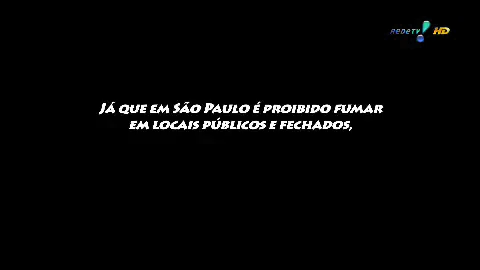 REDETV! HD
JÁ QUE EM SÃO PAULO É PROIBIDO FUMAR
EM LOCAIS PÚBLICOS E FECHADOS,